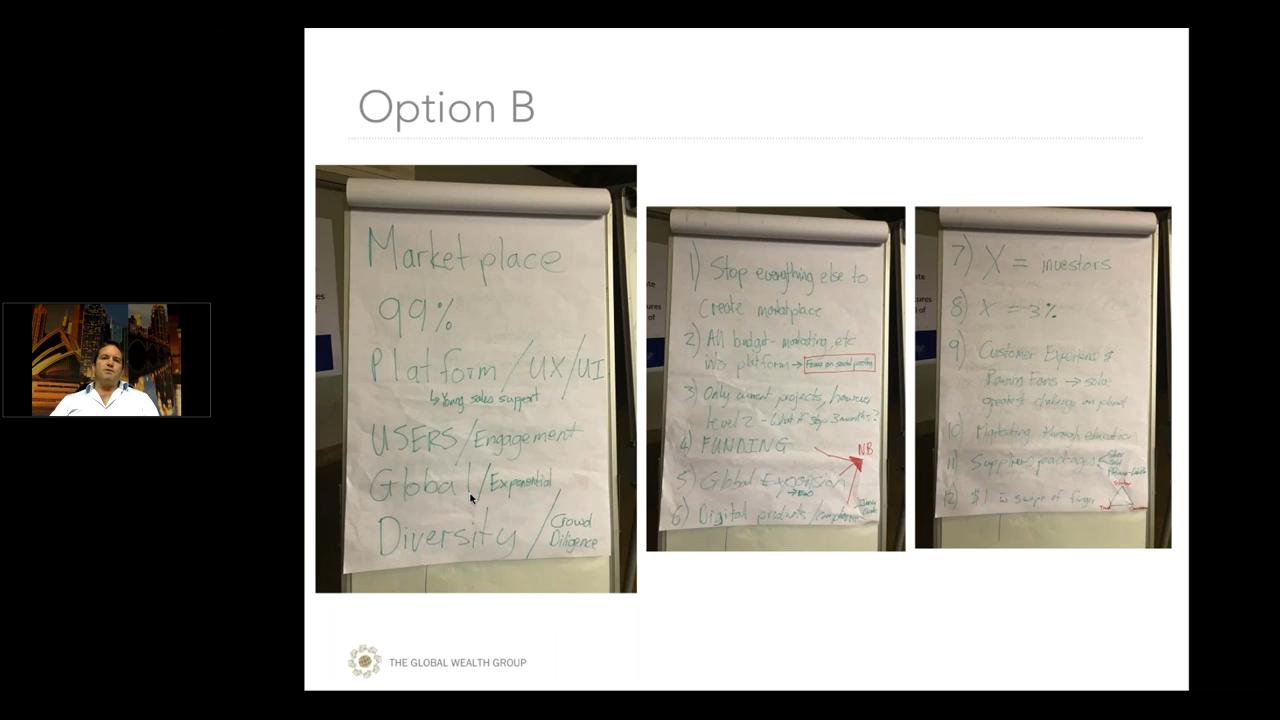 Option B
Market place
99%
Platform/UX/UI
↳ Young sales support
USERS/Engagement
Global/Exponential
Diversity/Crowd
Diligence
1) Stop everything else to
create marketplace
2) All budget - marketing, etc
into platform → Focus on social proofing
3) Only current projects, however
level 2 - What if stop 3 months?
4) FUNDING
NB
5) Global Expansion
6) Digital products/
7) X = investors
8) X = 3%
9) Customer Experience &
Raving Fans → solve
greatest challenge on planet
10) Marketing through education
11) Suppliers packages
12) $1 in swipe of finger
THE GLOBAL WEALTH GROUP